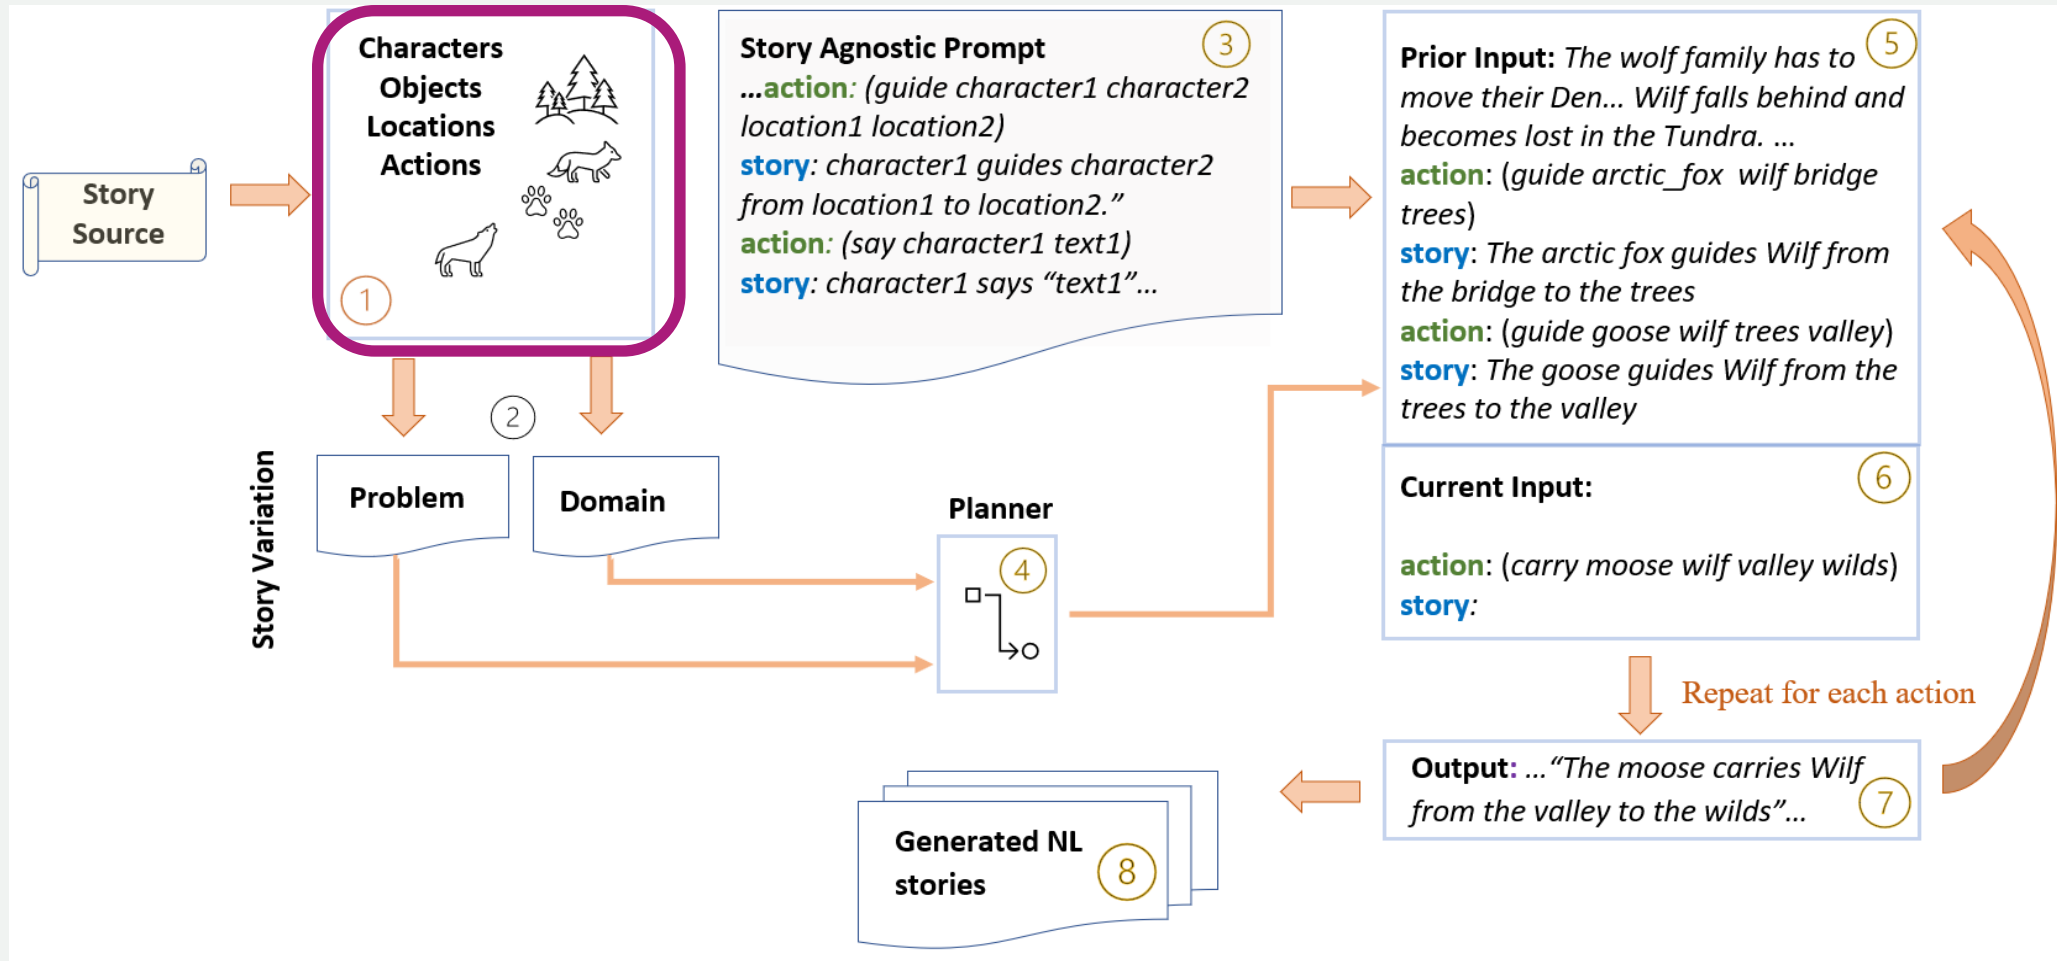 Story
Source
Characters
Objects
Locations
Actions
1
2
Story Variation
Problem
Domain
Story Agnostic Prompt
3
...action: (guide character1 character2
location1 location2)
story: character1 guides character2
from location1 to location2.”
action: (say character1 text1)
story: character1 says “text1”...
Planner
4
5
Prior Input: The wolf family has to
move their Den... Wilf falls behind and
becomes lost in the Tundra. ...
action: (guide arctic_fox wilf bridge
trees)
story: The arctic fox guides Wilf from
the bridge to the trees
action: (guide goose wilf trees valley)
story: The goose guides Wilf from the
trees to the valley
6
Current Input:
action: (carry moose wilf valley wilds)
story:
Repeat for each action
Output: ...“The moose carries Wilf
from the valley to the wilds”...
7
Generated NL
stories
8